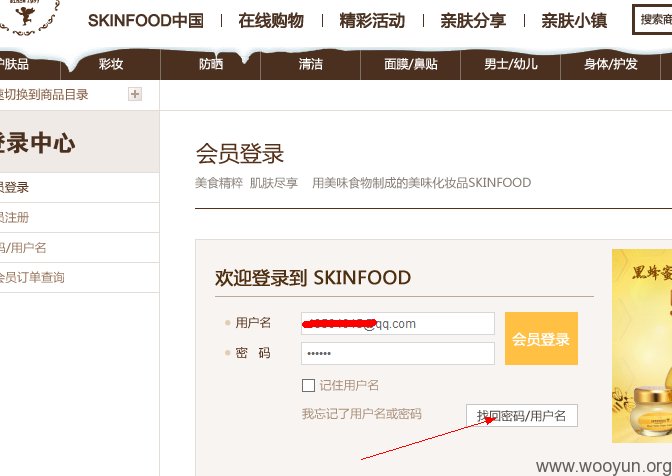 SKINFOOD中国 | 在线购物 | 精彩活动 | 亲肤分享 | 亲肤小镇
搜索商
护肤品 彩妆 防晒 清洁 面膜/鼻贴 男士/幼儿 身体/护发
速切换到商品目录
登录中心
员登录
员注册
码/用户名
会员订单查询
会员登录
美食精粹 肌肤尽享 用美味食物制成的美味化妆品SKINFOOD
欢迎登录到 SKINFOOD
用户名 @qq.com
密 码 ••••••
会员登录
记住用户名
我忘记了用户名或密码 找回密码/用户名
黑蜂蜜
www.wooyun.org